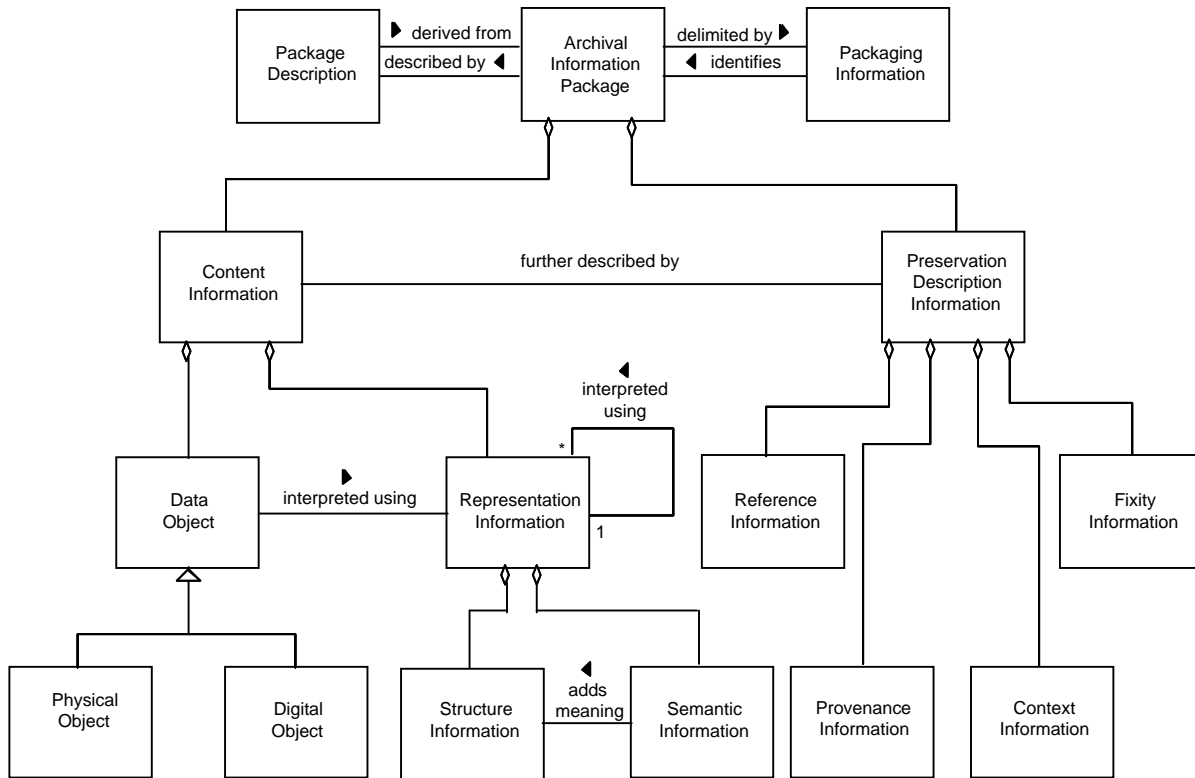 Package
Description
derived from
described by
Archival
Information
Package
delimited by
identifies
Packaging
Information
Content
Information
further described by
Preservation
Description
Information
interpreted
using
*
1
Data
Object
interpreted using
Representation
Information
Reference
Information
Fixity
Information
Physical
Object
Digital
Object
Structure
Information
adds
meaning
Semantic
Information
Provenance
Information
Context
Information